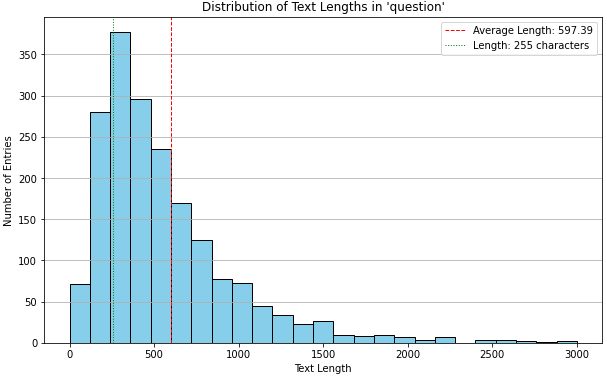 Distribution of Text Lengths in 'question'
Average Length: 597.39
Length: 255 characters
Number of Entries
350
300
250
200
150
100
50
0
0 500 1000 1500 2000 2500 3000
Text Length